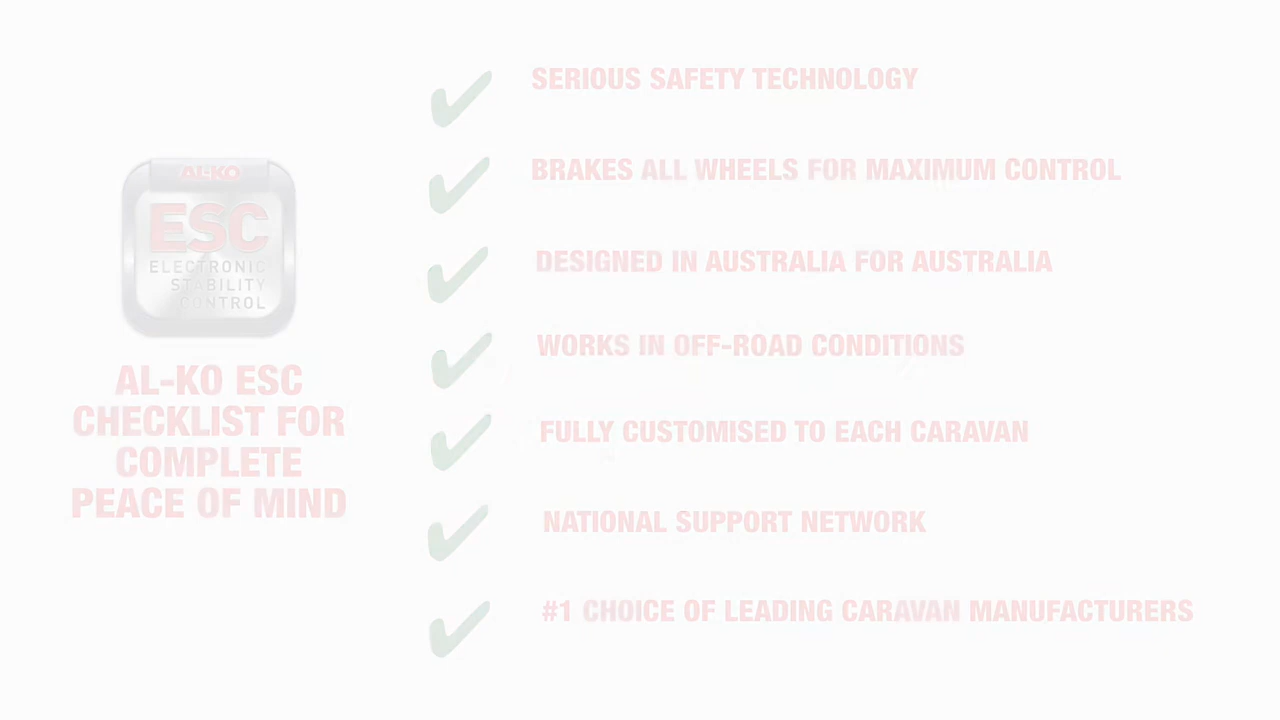 AL-KO
ESC
ELECTRONIC
STABILITY
CONTROL
AL-KO ESC
CHECKLIST FOR
COMPLETE
PEACE OF MIND
SERIOUS SAFETY TECHNOLOGY
BRAKES ALL WHEELS FOR MAXIMUM CONTROL
DESIGNED IN AUSTRALIA FOR AUSTRALIA
WORKS IN OFF-ROAD CONDITIONS
FULLY CUSTOMISED TO EACH CARAVAN
NATIONAL SUPPORT NETWORK
#1 CHOICE OF LEADING CARAVAN MANUFACTURERS